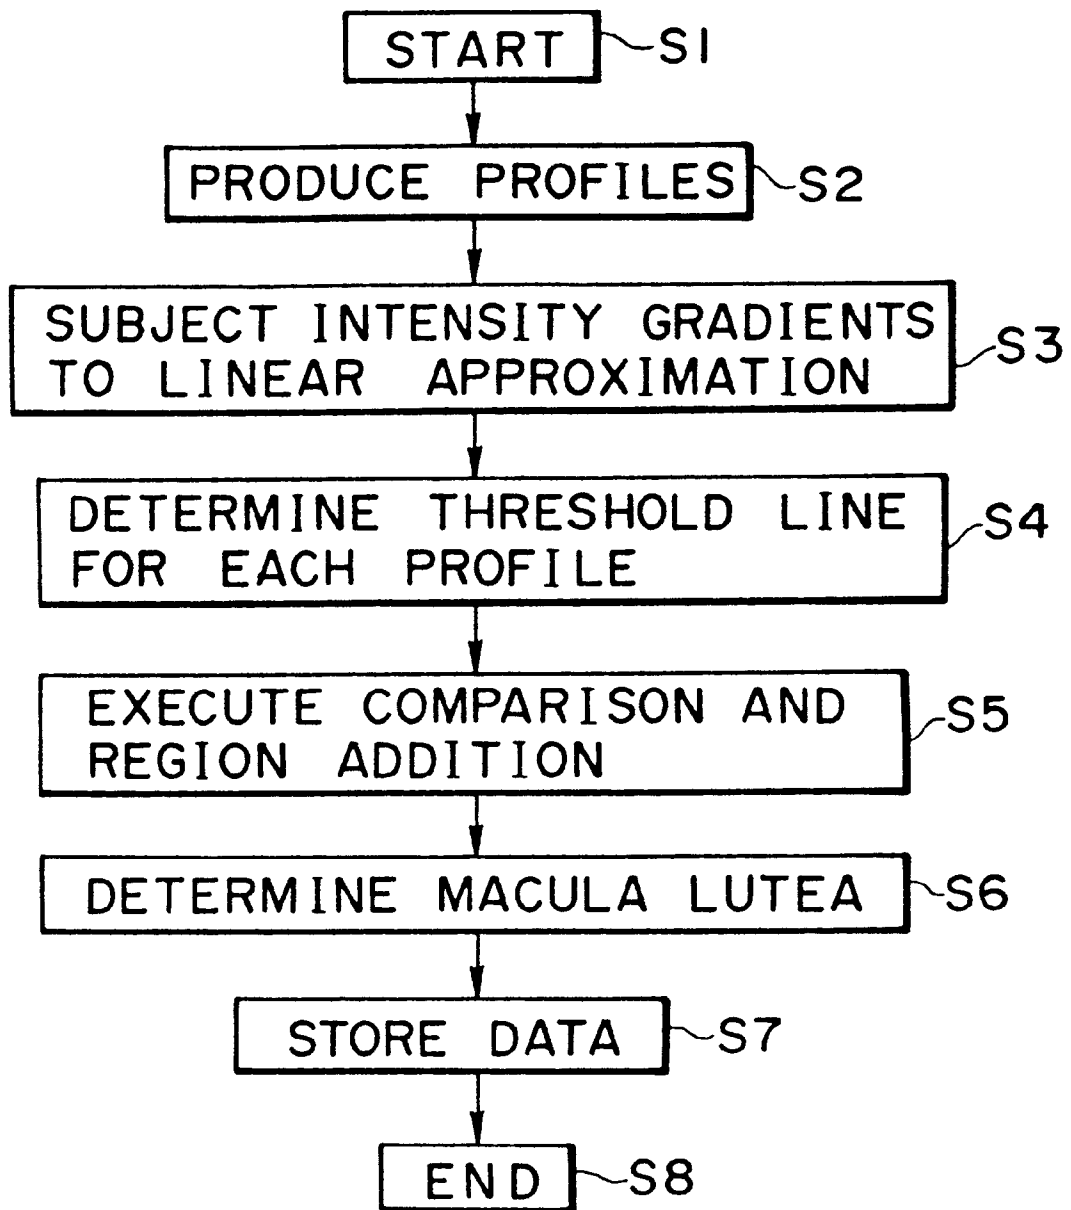 START S1
PRODUCE PROFILES S2
SUBJECT INTENSITY GRADIENTS
TO LINEAR APPROXIMATION S3
DETERMINE THRESHOLD LINE
FOR EACH PROFILE S4
EXECUTE COMPARISON AND
REGION ADDITION S5
DETERMINE MACULA LUTEA S6
STORE DATA S7
END S8